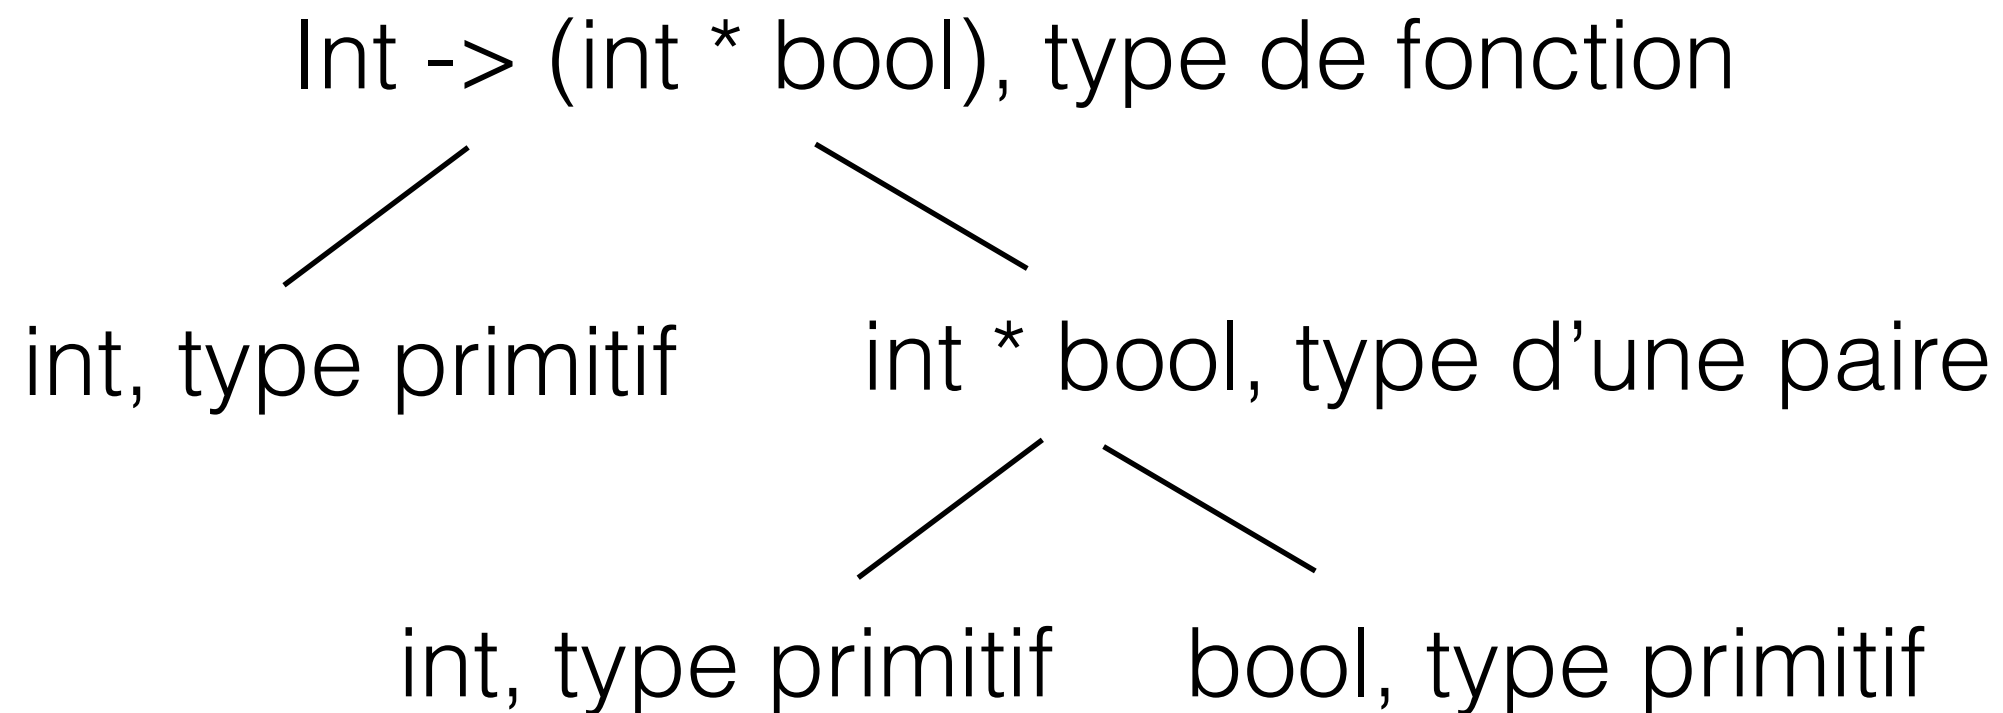 Int -> (int * bool), type de fonction
int, type primitif
int * bool, type d’une paire
int, type primitif
bool, type primitif